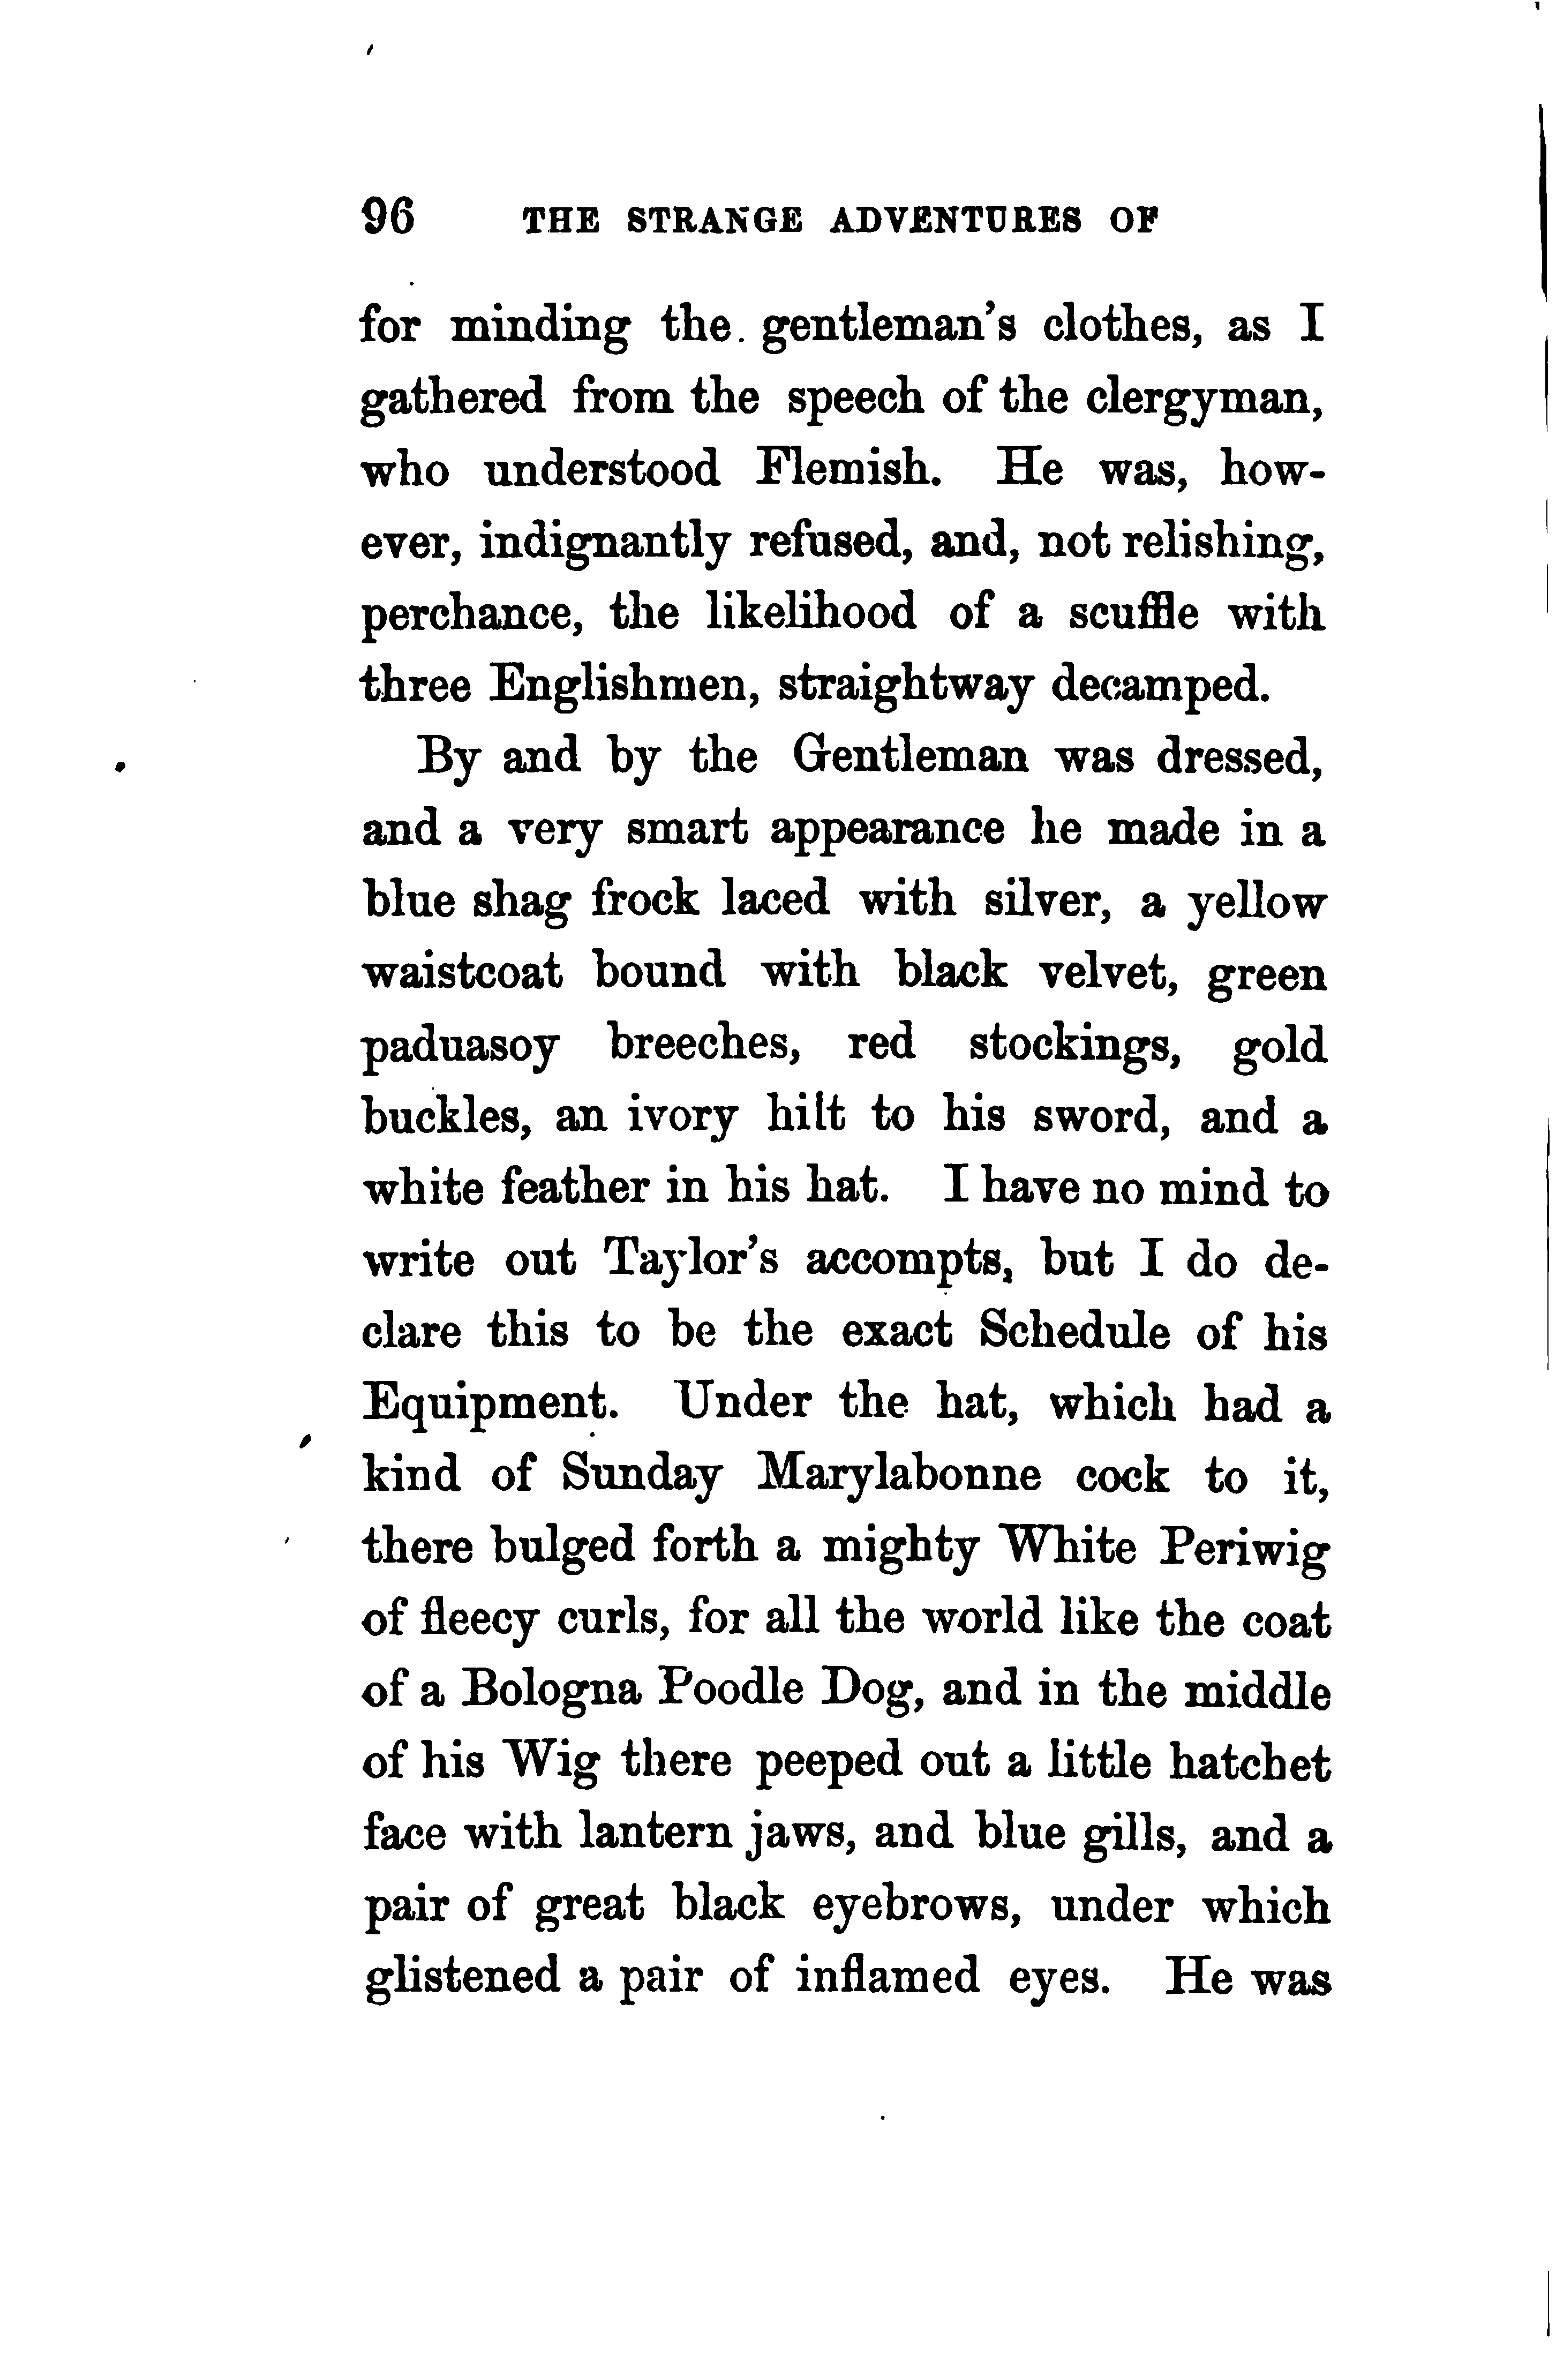 96 THE STRANGE ADVENTURES OF
for minding the gentleman's clothes, as I
gathered from the speech of the clergyman,
who understood Flemish. He was, how-
ever, indignantly refused, and, not relishing,
perchance, the likelihood of a scuffle with
three Englishmen, straightway decamped.
By and by the Gentleman was dressed,
and a very smart appearance he made in a
blue shag frock laced with silver, a yellow
waistcoat bound with black velvet, green
paduasoy breeches, red stockings, gold
buckles, an ivory hilt to his sword, and a
white feather in his hat. I have no mind to
write out Taylor's accompts, but I do de-
clare this to be the exact Schedule of his
Equipment. Under the hat, which had a
kind of Sunday Marylabonne cock to it,
there bulged forth a mighty White Periwig
of fleecy curls, for all the world like the coat
of a Bologna Poodle Dog, and in the middle
of his Wig there peeped out a little hatchet
face with lantern jaws, and blue gills, and a
pair of great black eyebrows, under which
glistened a pair of inflamed eyes. He was